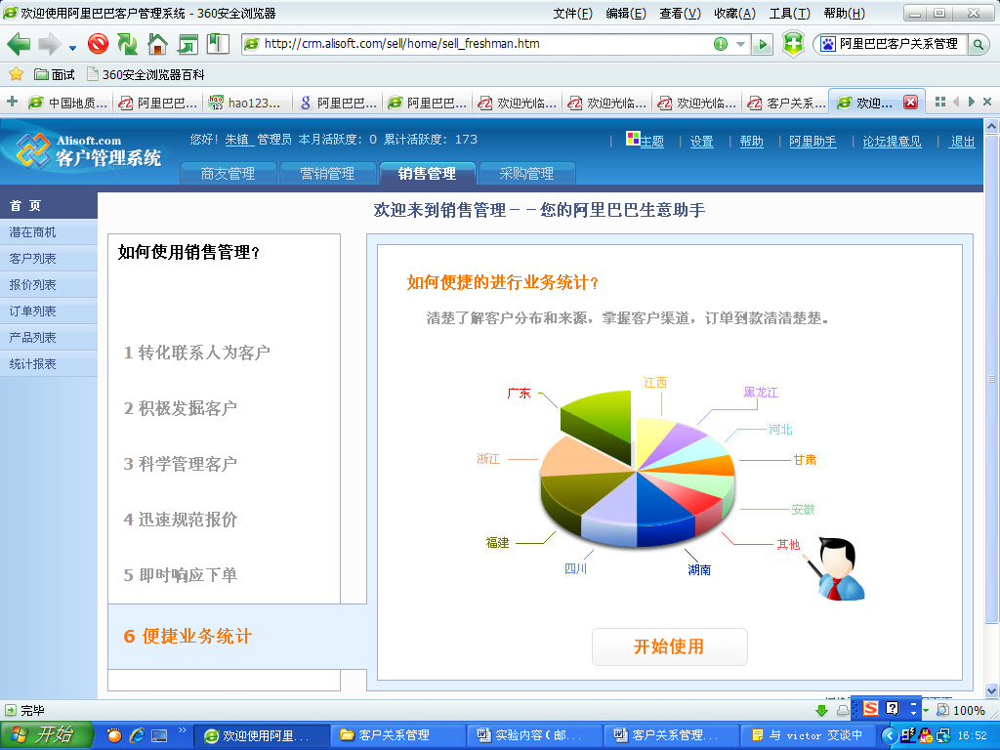 欢迎使用阿里巴巴客户管理系统 - 360安全浏览器 文件(F) 编辑(E) 查看(V) 收藏(A) 工具(T) 帮助(H)
http://crm.alisoft.com/sell/home/sell_freshman.htm 阿里巴巴客户关系管理
面试 360安全浏览器百科
中国地质... 阿里巴巴... hao123... 阿里巴巴... 阿里巴巴... 欢迎光临... 欢迎光临... 欢迎光临... 客户关系... 欢迎...
Alisoft.com
客户管理系统
您好! 朱镇 管理员 本月活跃度: 0 累计活跃度: 173 | 主题 | 设置 | 帮助 | 阿里助手 | 论坛提意见 | 退出
商友管理 营销管理 销售管理 采购管理
首 页
潜在商机
客户列表
报价列表
订单列表
产品列表
统计报表
欢迎来到销售管理－－您的阿里巴巴生意助手
如何使用销售管理?
1 转化联系人为客户
2 积极发掘客户
3 科学管理客户
4 迅速规范报价
5 即时响应下单
6 便捷业务统计
如何便捷的进行业务统计?
清楚了解客户分布和来源，掌握客户渠道，订单到款清清楚楚。
江西
广东
黑龙江
河北
浙江
甘肃
安徽
福建
其他
四川
湖南
开始使用
完毕 S ? 100%
开始 欢迎使用阿里... 客户关系管理 实验内容(邮... 客户关系管理... 与 victor 交谈中 16:52